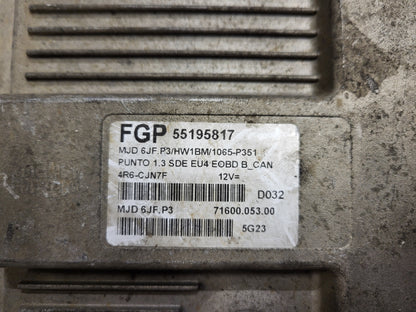 FGP 55195817
MJD 6JF.P3/HW1BM/1065-P351
PUNTO 1.3 SDE EU4 EOBD B_CAN
4R6-CJN7F 12V=
D032
MJD 6JF.P3 71600.053.00
5G23